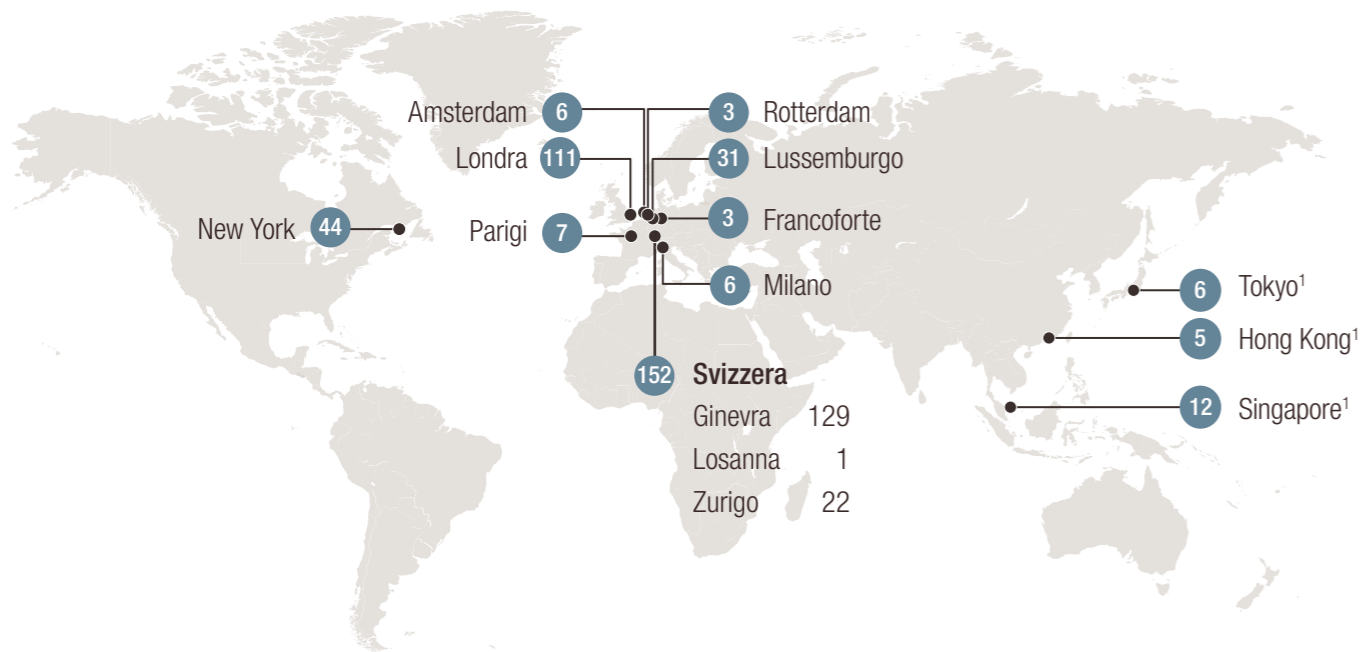 Amsterdam 6
3 Rotterdam
Londra 111
31 Lussemburgo
New York 44
Parigi 7
3 Francoforte
6 Milano
6 Tokyo¹
5 Hong Kong¹
12 Singapore¹
152 Svizzera
Ginevra 129
Losanna 1
Zurigo 22